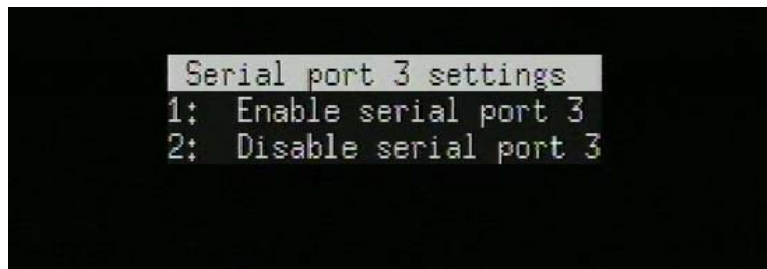 Serial port 3 settings
1: Enable serial port 3
2: Disable serial port 3